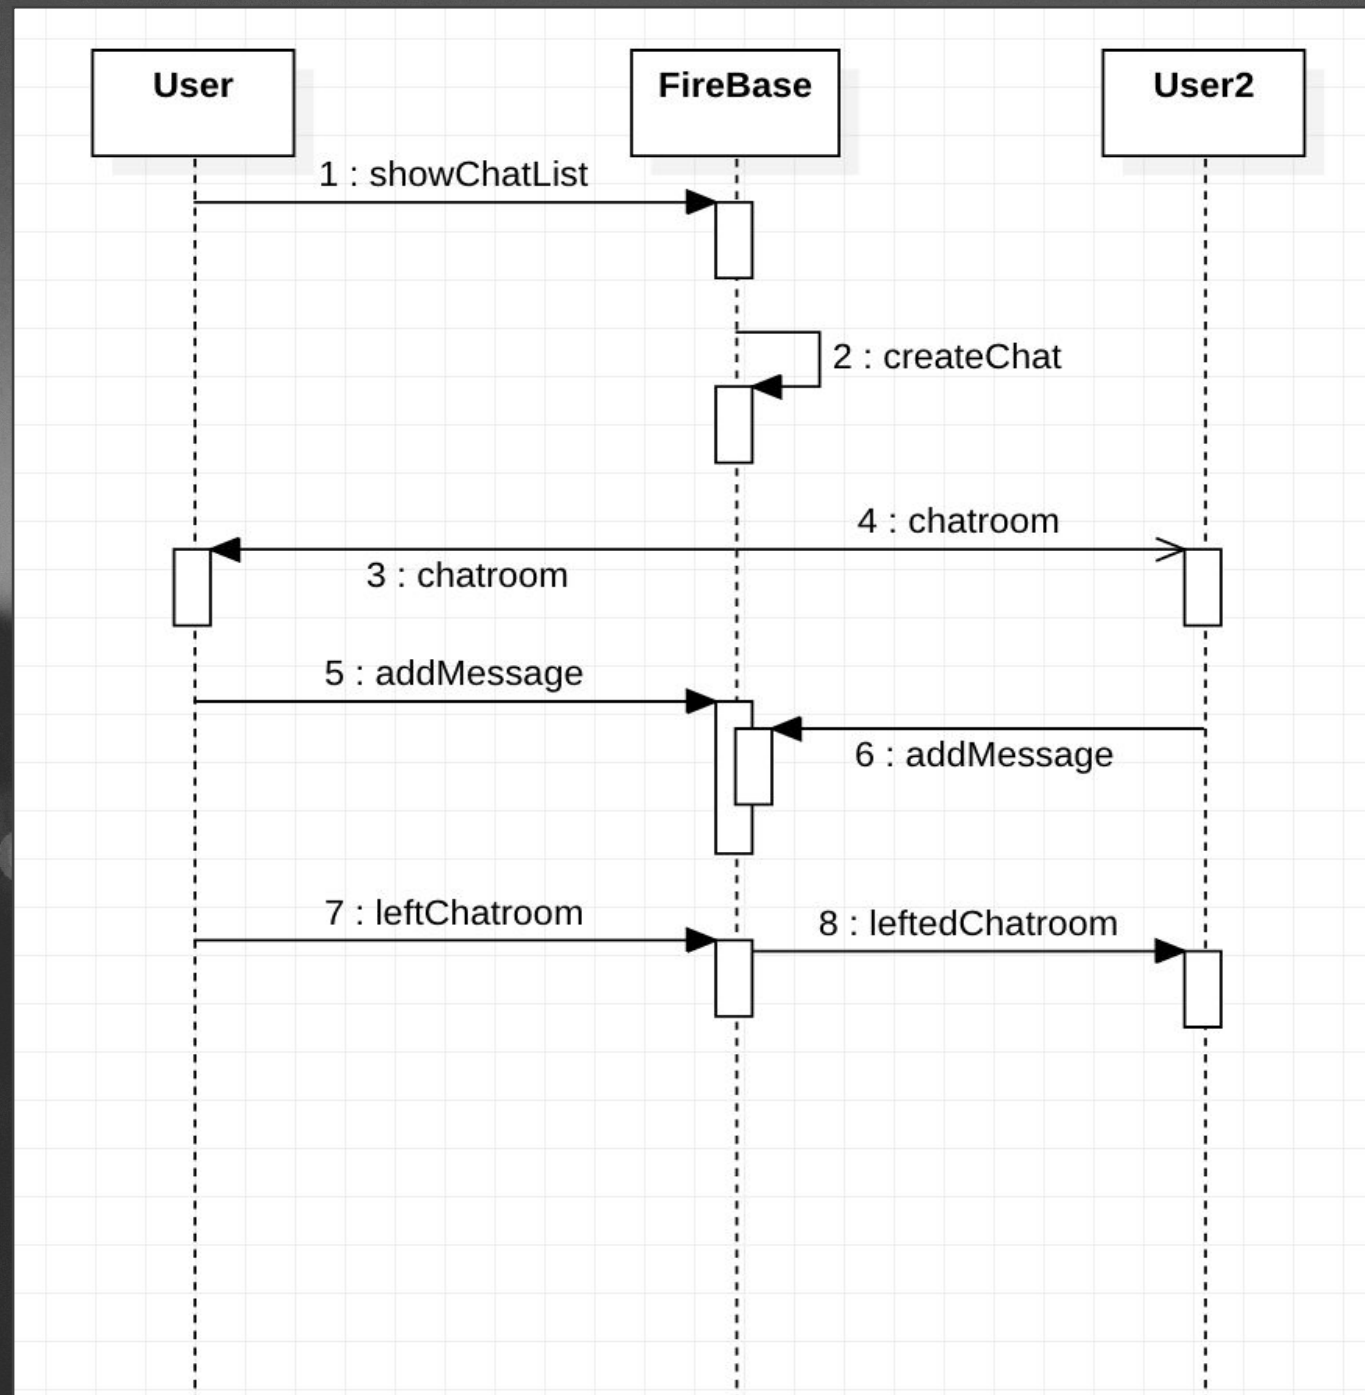 User
FireBase
User2
1 : showChatList
2 : createChat
4 : chatroom
3 : chatroom
5 : addMessage
6 : addMessage
7 : leftChatroom
8 : leftedChatroom